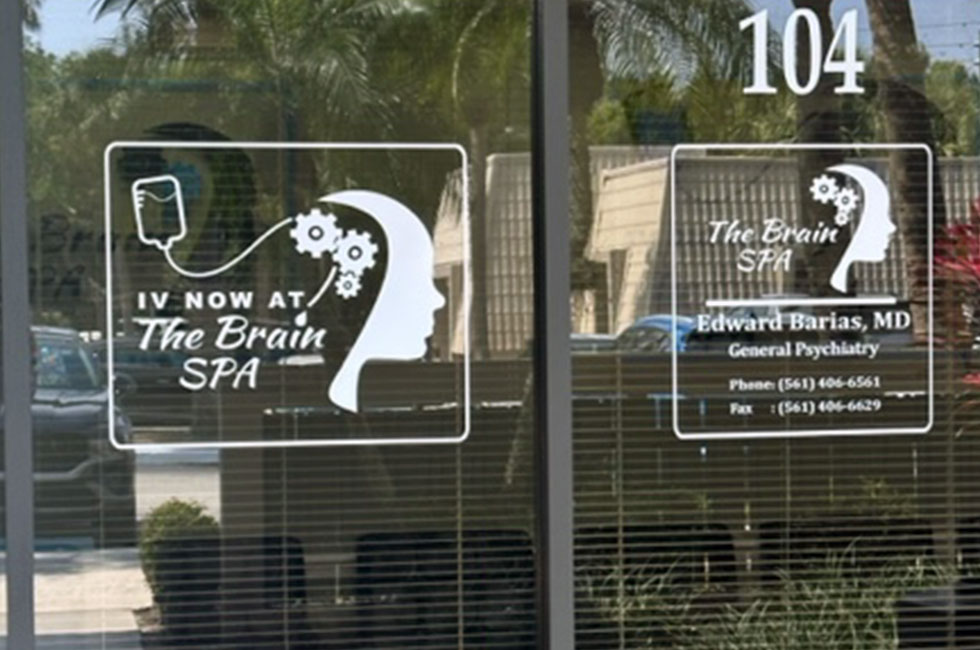 IV NOW AT
The Brain
SPA
104
The Brain
SPA
Edward Barias, MD
General Psychiatry
Phone: (561) 406-6561
Fax : (561) 406-6629